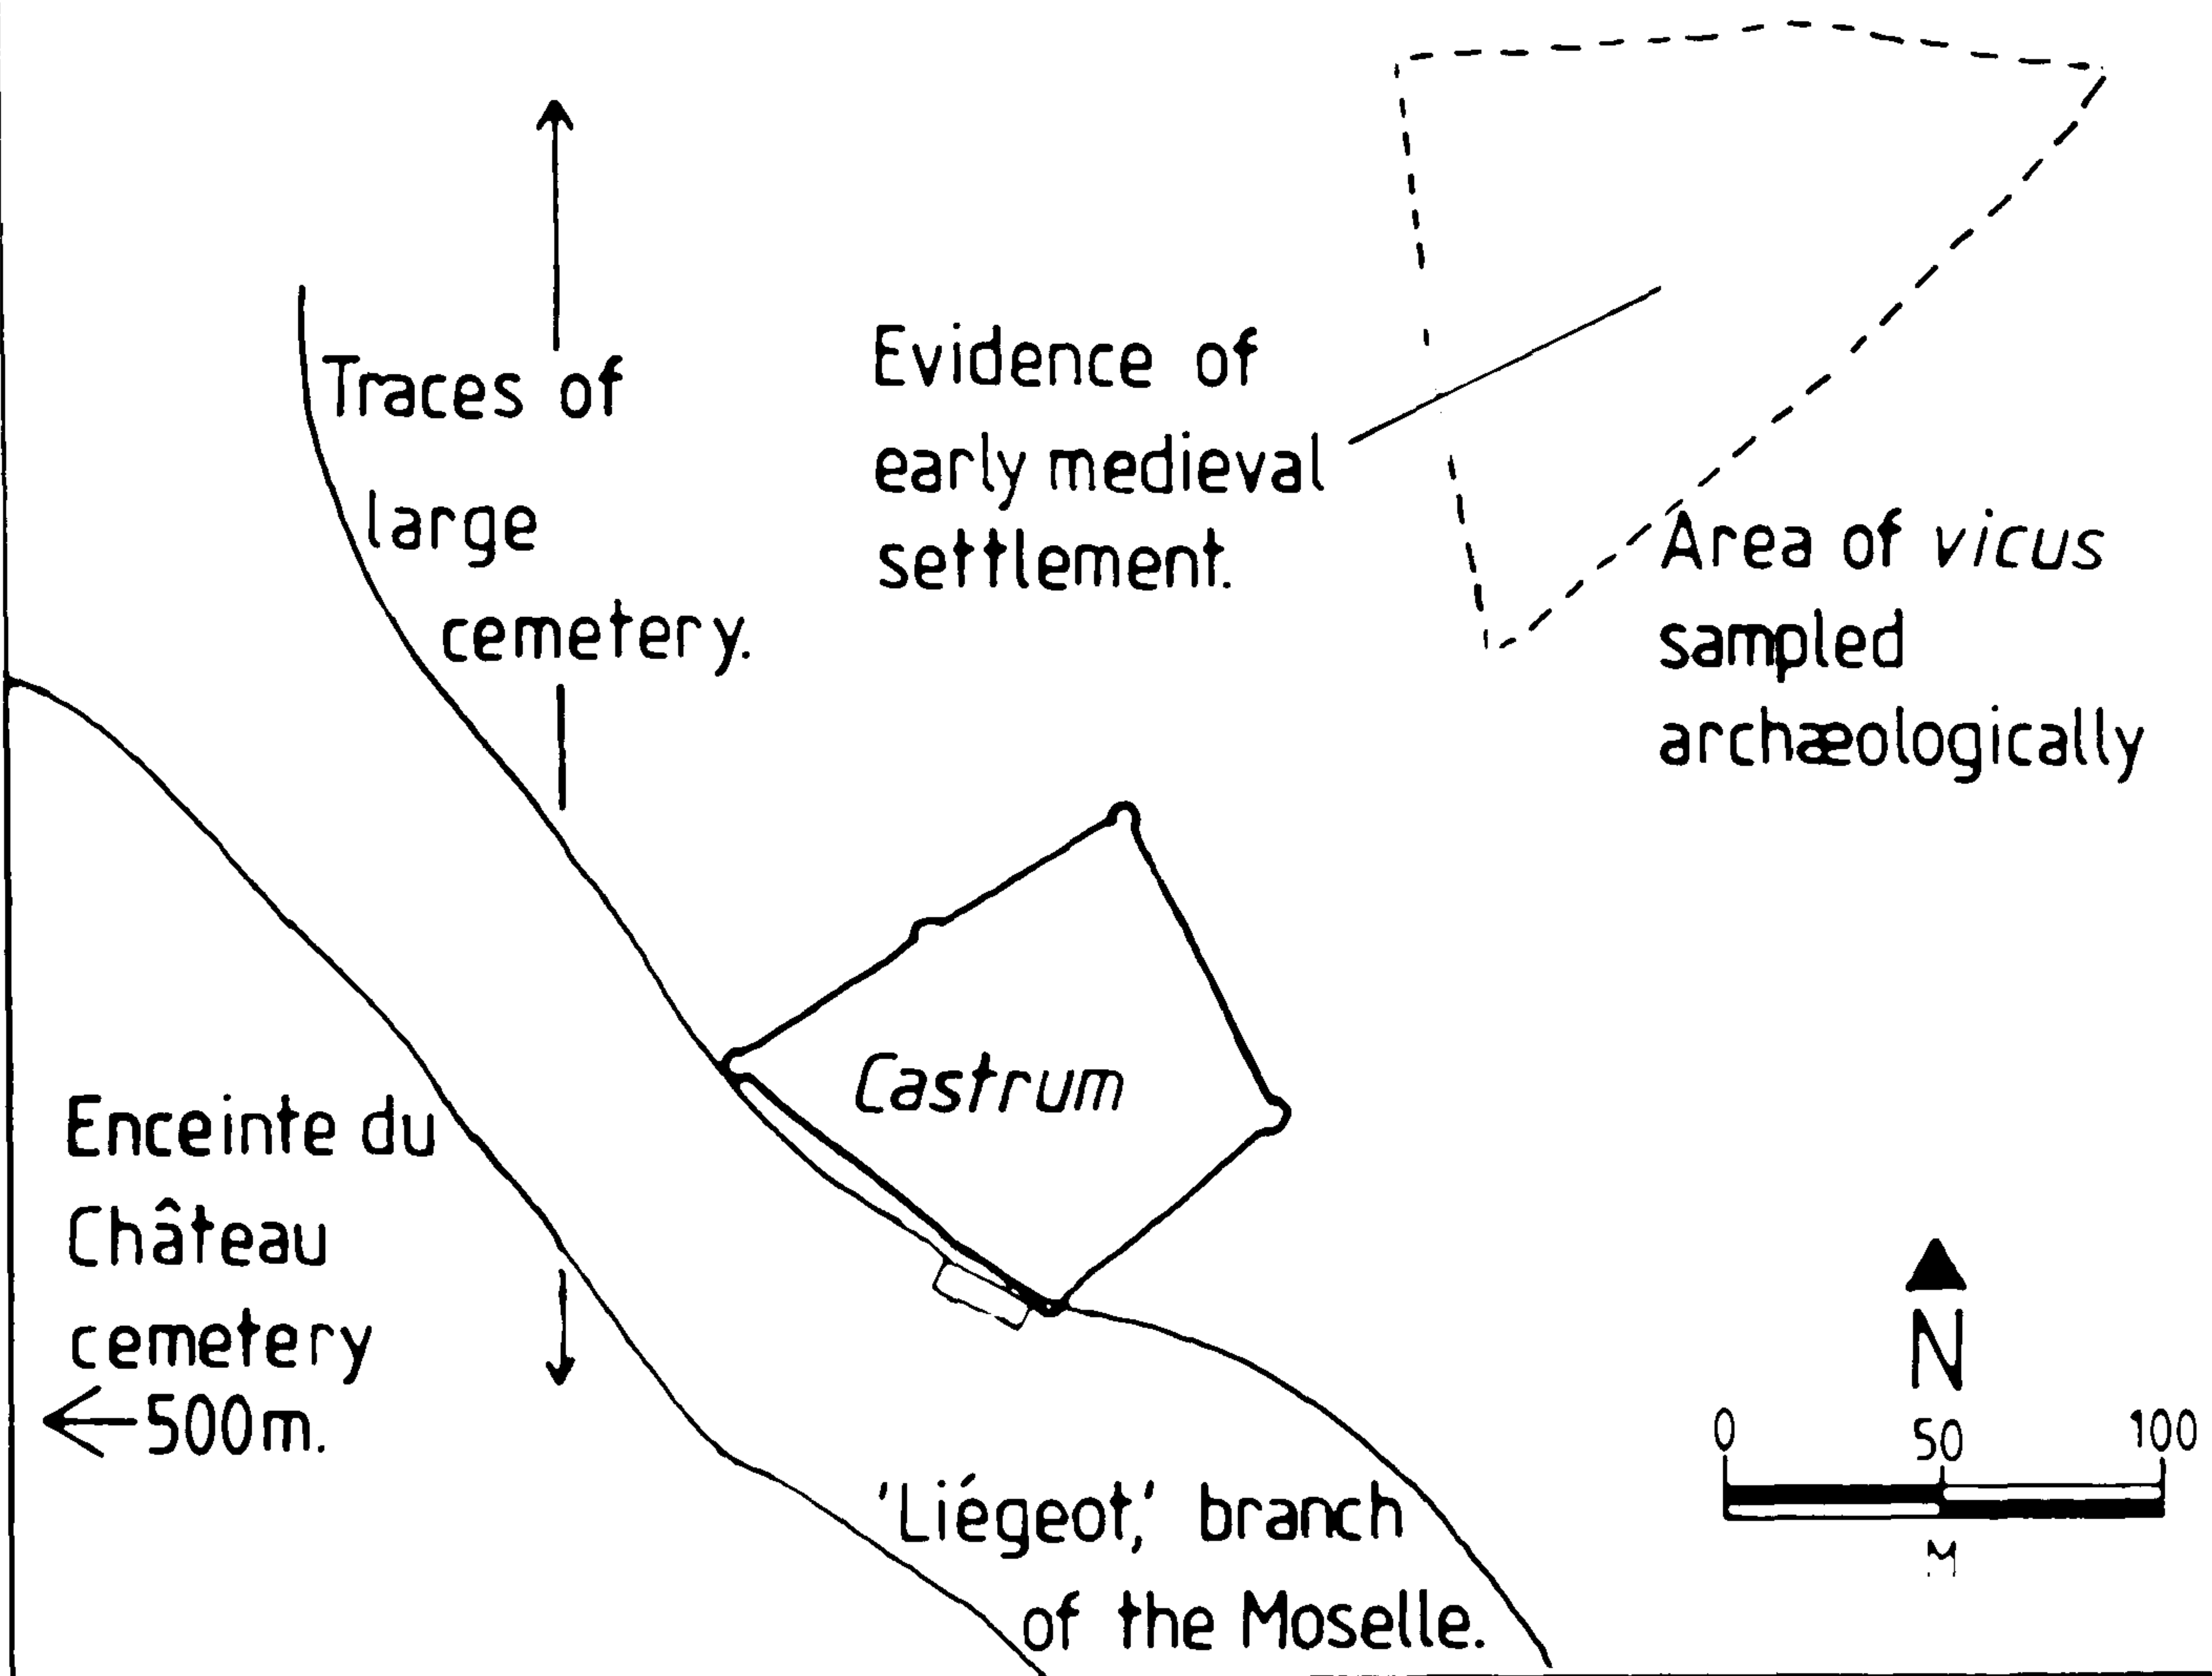 Traces of
large
cemetery.
Evidence of
early medieval
settlement.
Area of vicus
sampled
archæologically
Castrum
Enceinte du
Château
cemetery
500m.
'Liégeot,' branch
of the Moselle.
N
0 50 100
M